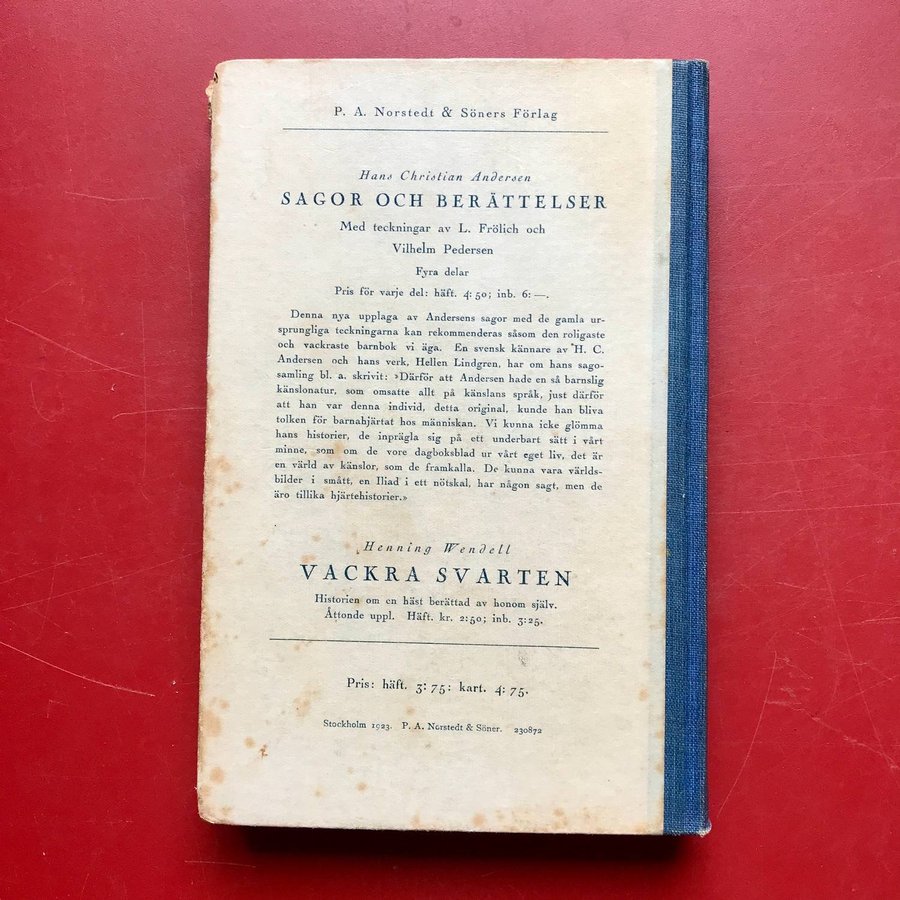 P. A. Norstedt & Söners Förlag
Hans Christian Andersen
SAGOR OCH BERÄTTELSER
Med teckningar av L. Frölich och
Vilhelm Pedersen
Fyra delar
Pris för varje del: häft. 4: 50; inb. 6: —.
Denna nya upplaga av Andersens sagor med de gamla ur-
sprungliga teckningarna kan rekommenderas såsom den roligaste
och vackraste barnbok vi äga. En svensk kännare av H. C.
Andersen och hans verk, Hellen Lindgren, har om hans sago-
samling bl. a. skrivit: »Därför att Andersen hade en så barnslig
känslonatur, som omsatte allt på känslans språk, just därför
att han var denna individ, detta original, kunde han bliva
tolken för barnahjärtat hos människan. Vi kunna icke glömma
hans historier, de inprägla sig på ett underbart sätt i vårt
minne, som om de vore dagboksblad ur vårt eget liv, det är
en värld av känslor, som de framkalla. De kunna vara världs-
bilder i smått, en Iliad i ett nötskal, har någon sagt, men de
äro tillika hjärtehistorier.»
Henning Wendell
VACKRA SVARTEN
Historien om en häst berättad av honom själv.
Åttonde uppl. Häft. kr. 2:50; inb. 3:25.
Pris: häft. 3: 75; kart. 4: 75.
Stockholm 1923. P. A. Norstedt & Söner. 230872